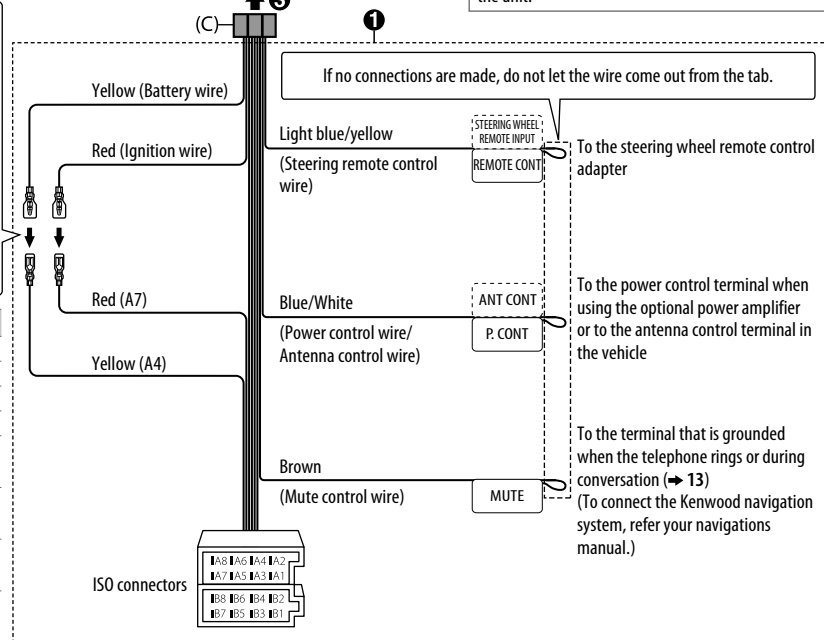 the unit.
(C)
3
1
If no connections are made, do not let the wire come out from the tab.
Yellow (Battery wire)
Red (Ignition wire)
Light blue/yellow
(Steering remote control
wire)
STEERING WHEEL
REMOTE INPUT
REMOTE CONT
To the steering wheel remote control
adapter
Red (A7)
Yellow (A4)
Blue/White
(Power control wire/
Antenna control wire)
ANT CONT
P. CONT
To the power control terminal when
using the optional power amplifier
or to the antenna control terminal in
the vehicle
Brown
(Mute control wire)
MUTE
To the terminal that is grounded
when the telephone rings or during
conversation (➜ 13)
(To connect the Kenwood navigation
system, refer your navigations
manual.)
ISO connectors
A8 A6 A4 A2
A7 A5 A3 A1
B8 B6 B4 B2
B7 B5 B3 B1